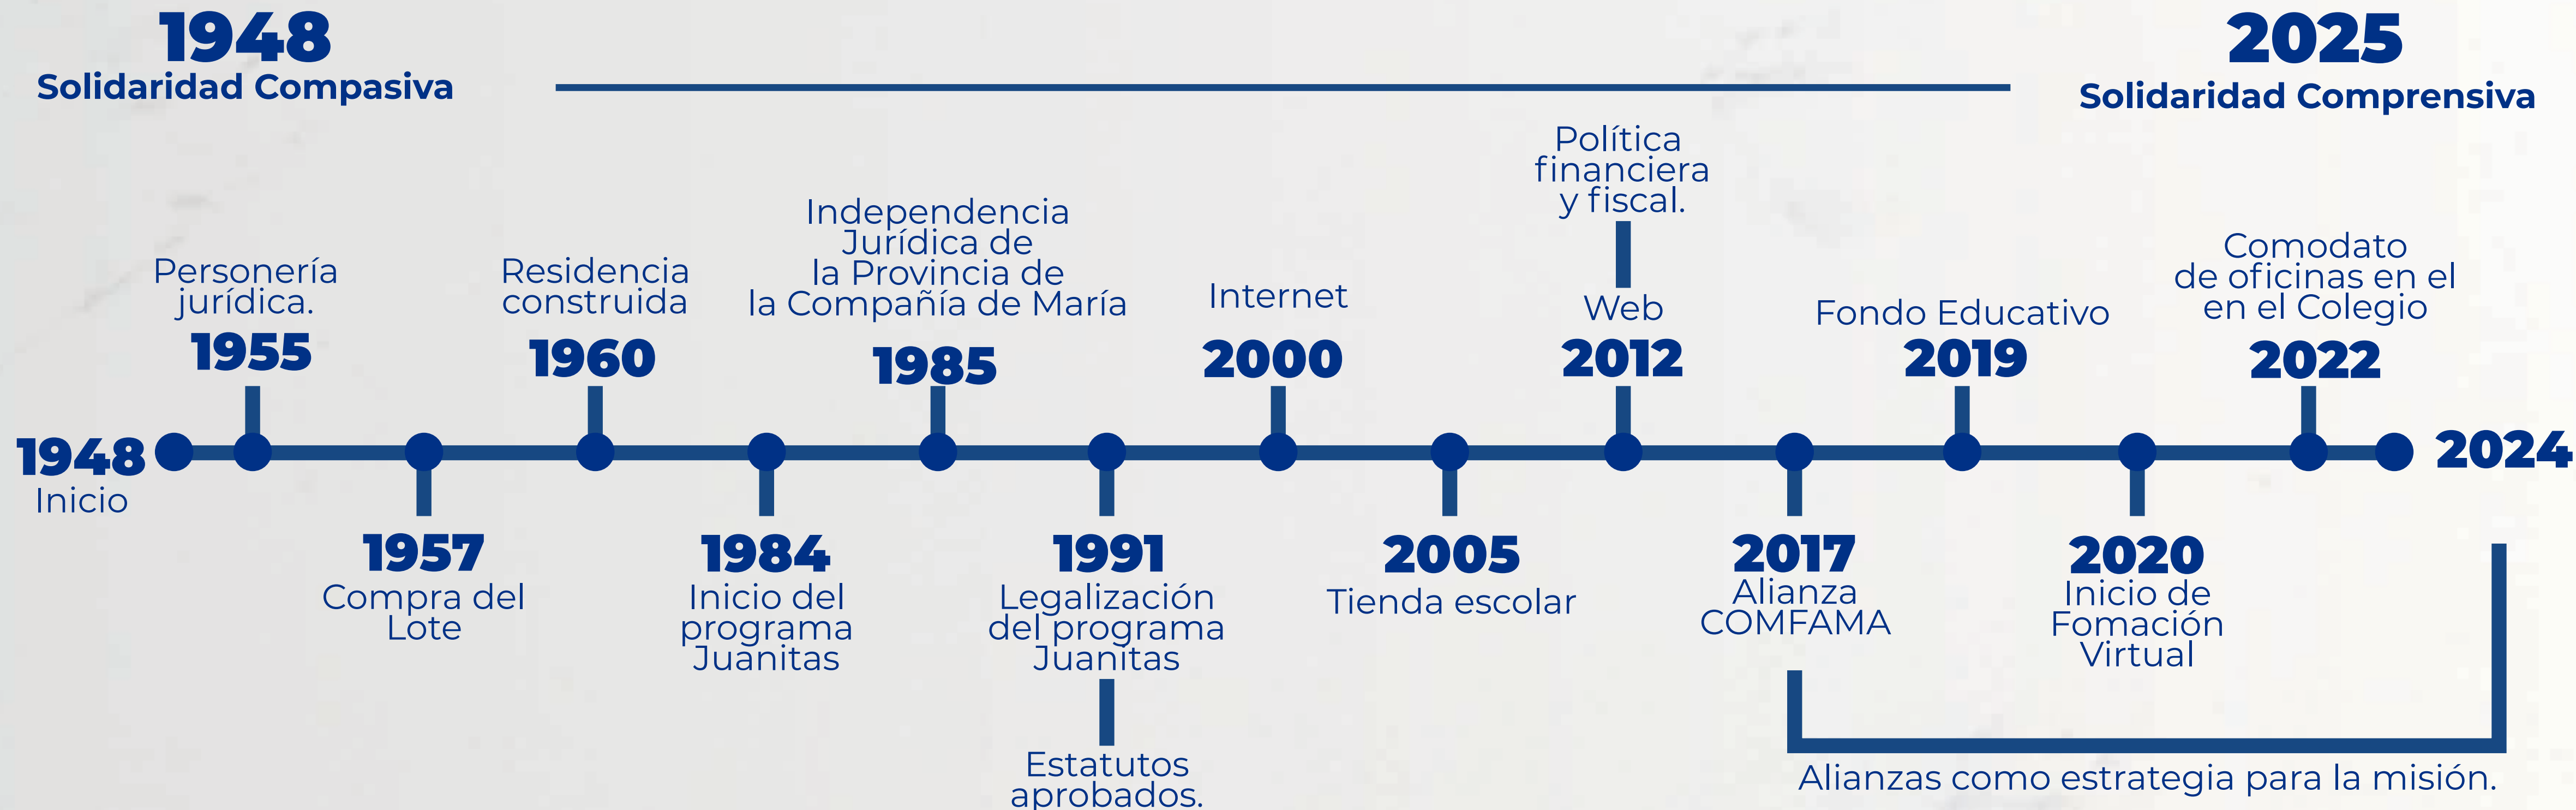 1948
Solidaridad Compasiva
2025
Solidaridad Comprensiva
1948
Inicio
Personería
jurídica.
1955
1957
Compra del
Lote
Residencia
construida
1960
1984
Inicio del
programa
Juanitas
Independencia
Jurídica de
la Provincia de
la Compañía de María
1985
1991
Legalización
del programa
Juanitas
Estatutos
aprobados.
Internet
2000
2005
Tienda escolar
Política
financiera
y fiscal.
Web
2012
2017
Alianza
COMFAMA
Fondo Educativo
2019
2020
Inicio de
Fomación
Virtual
Comodato
de oficinas en el
en el Colegio
2022
2024
Alianzas como estrategia para la misión.